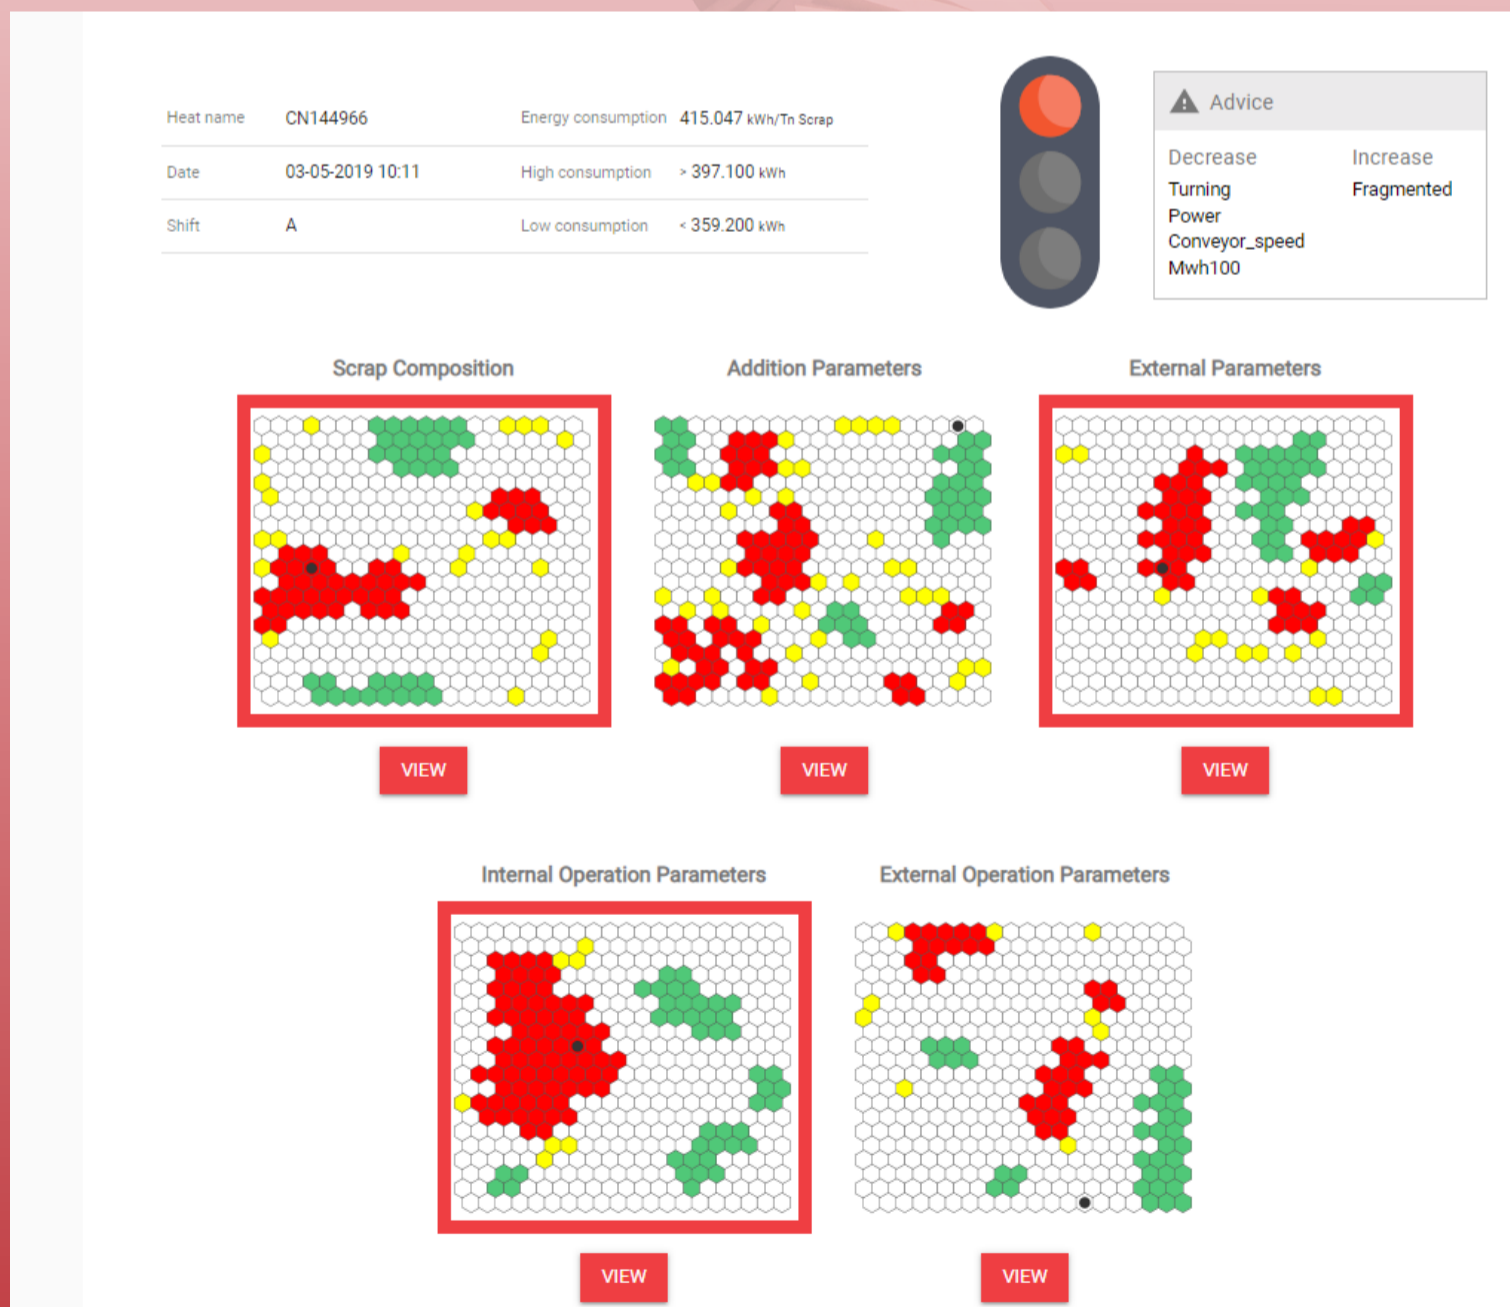 Heat name CN144966 Energy consumption 415.047 kWh/Tn Scrap
Date 03-05-2019 10:11 High consumption > 397.100 kWh
Shift A Low consumption < 359.200 kWh
Advice
Decrease Increase
Turning Fragmented
Power
Conveyor_speed
Mwh100
Scrap Composition Addition Parameters External Parameters
VIEW VIEW VIEW
Internal Operation Parameters External Operation Parameters
VIEW VIEW